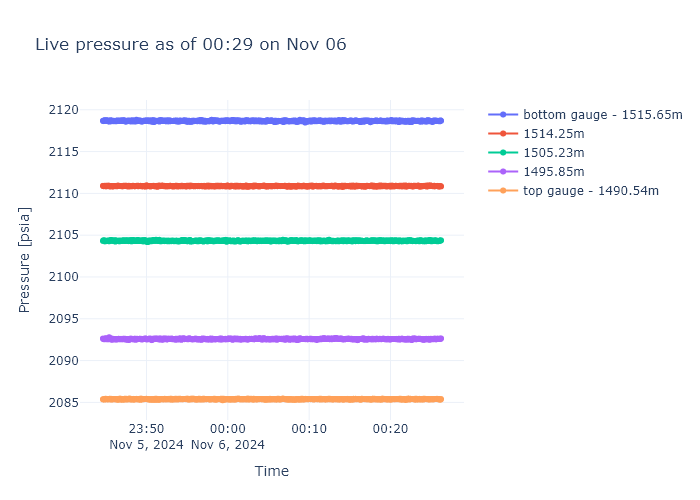 Live pressure as of 00:29 on Nov 06
2120
2115
2110
2105
2100
2095
2090
2085
Pressure [psia]
23:50
Nov 5, 2024
00:00
Nov 6, 2024
00:10
00:20
Time
bottom gauge - 1515.65m
1514.25m
1505.23m
1495.85m
top gauge - 1490.54m